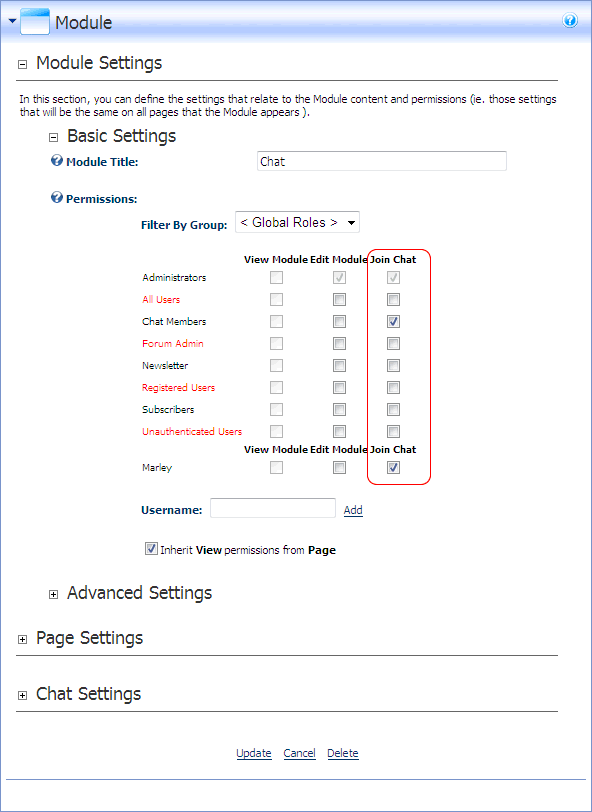 Module
Module Settings
In this section, you can define the settings that relate to the Module content and permissions (ie. those settings
that will be the same on all pages that the Module appears ).
Basic Settings
Module Title: Chat
Permissions:
Filter By Group: < Global Roles >
View Module Edit Module Join Chat
Administrators
All Users
Chat Members
Forum Admin
Newsletter
Registered Users
Subscribers
Unauthenticated Users
View Module Edit Module Join Chat
Marley
Username: Add
Inherit View permissions from Page
Advanced Settings
Page Settings
Chat Settings
Update Cancel Delete